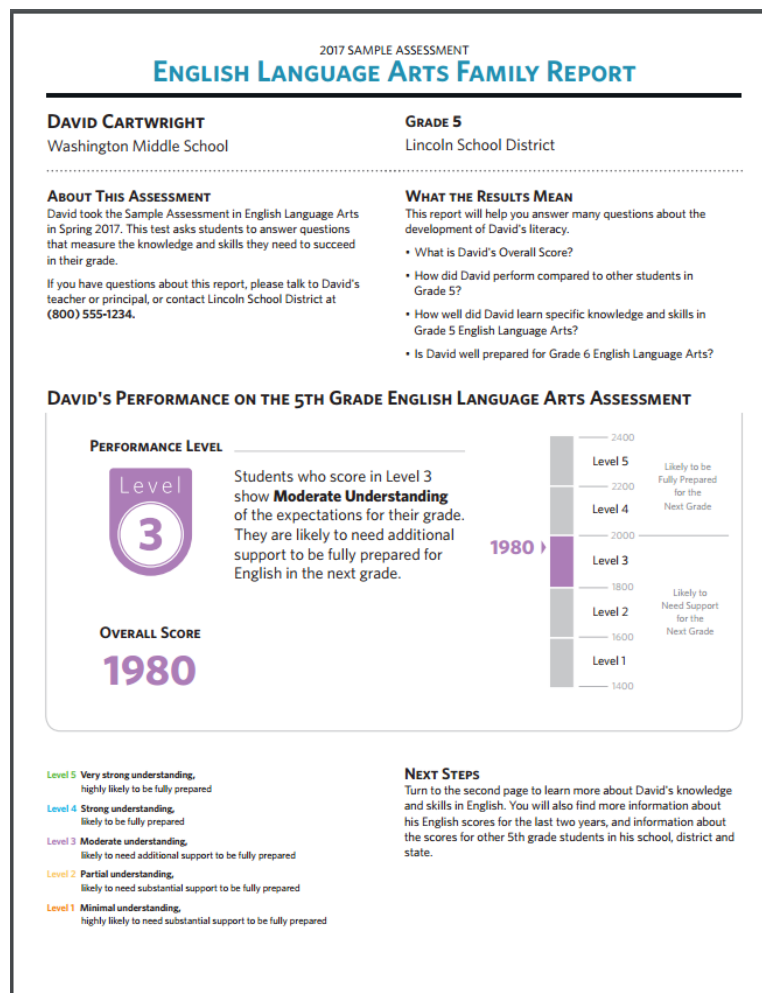 2017 SAMPLE ASSESSMENT
ENGLISH LANGUAGE ARTS FAMILY REPORT
DAVID CARTWRIGHT
Washington Middle School
GRADE 5
Lincoln School District
ABOUT THIS ASSESSMENT
David took the Sample Assessment in English Language Arts
in Spring 2017. This test asks students to answer questions
that measure the knowledge and skills they need to succeed
in their grade.
If you have questions about this report, please talk to David's
teacher or principal, or contact Lincoln School District at
(800) 555-1234.
WHAT THE RESULTS MEAN
This report will help you answer many questions about the
development of David's literacy.
• What is David's Overall Score?
• How did David perform compared to other students in
Grade 5?
• How well did David learn specific knowledge and skills in
Grade 5 English Language Arts?
• Is David well prepared for Grade 6 English Language Arts?
DAVID'S PERFORMANCE ON THE 5TH GRADE ENGLISH LANGUAGE ARTS ASSESSMENT
PERFORMANCE LEVEL
Level
3
Students who score in Level 3
show Moderate Understanding
of the expectations for their grade.
They are likely to need additional
support to be fully prepared for
English in the next grade.
OVERALL SCORE
1980
1980
2400
Level 5
2200
Level 4
2000
Level 3
1800
Level 2
1600
Level 1
1400
Likely to be
Fully Prepared
for the
Next Grade
Likely to
Need Support
for the
Next Grade
Level 5 Very strong understanding,
highly likely to be fully prepared
Level 4 Strong understanding,
likely to be fully prepared
Level 3 Moderate understanding,
likely to need additional support to be fully prepared
Level 2 Partial understanding,
likely to need substantial support to be fully prepared
Level 1 Minimal understanding,
highly likely to need substantial support to be fully prepared
NEXT STEPS
Turn to the second page to learn more about David's knowledge
and skills in English. You will also find more information about
his English scores for the last two years, and information about
the scores for other 5th grade students in his school, district and
state.